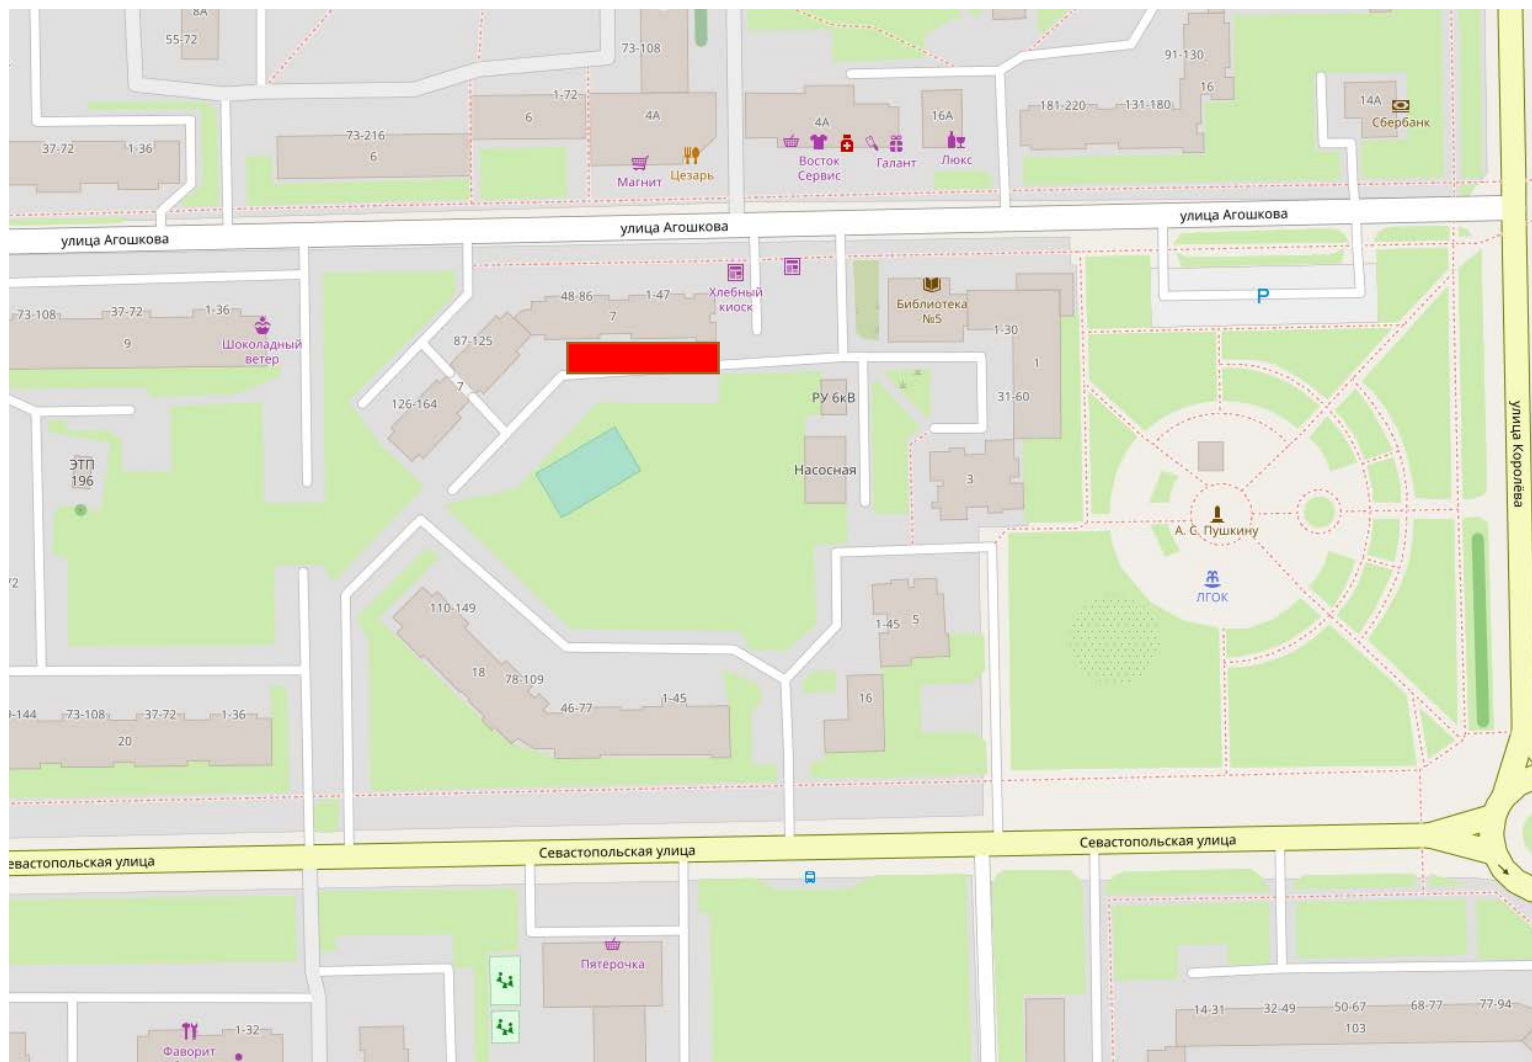 8А
55-72
73-108
91-130
1-72
16
181-220
131-180
14А
Сбербанк
73-216
6
6
4А
4А
16А
37-72
1-36
Магнит
Цезарь
Восток
Сервис
Галант
Люкс
улица Агошкова
улица Агошкова
улица Агошкова
73-108
37-72
1-36
9
Шоколадный
ветер
48-86
1-47
7
Хлебный
киоск
Библиотека
№5
P
87-125
7
126-164
1-30
1
31-60
РУ 6кВ
Насосная
3
ЭТП
196
улица Королёва
А. С. Пушкину
ЛГОК
110-149
18
78-109
46-77
1-45
1-45
5
16
73-108
37-72
1-36
20
Севастопольская улица
Севастопольская улица
Пятёрочка
14-31
32-49
50-67
68-77
77-94
103
1-32
Фаворит